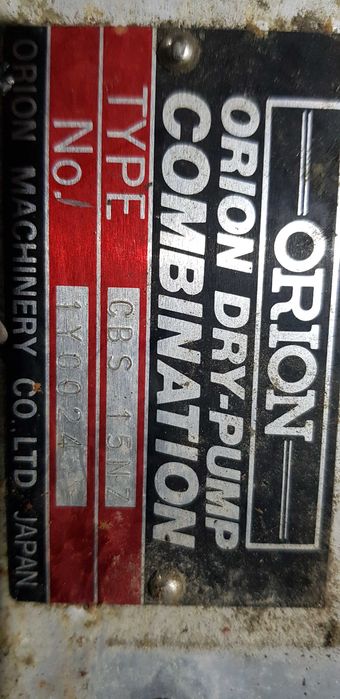 ORION
ORION DRY-PUMP
COMBINATION
TYPE CBS 15NZ
No. 1Y0024
ORION MACHINERY CO. LTD. JAPAN